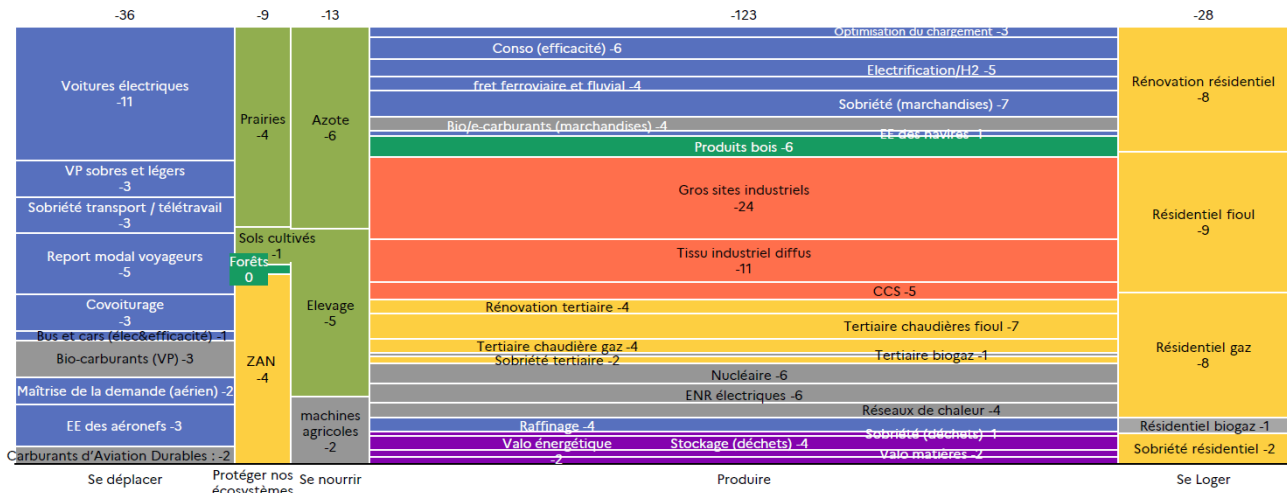 -36
-9
-13
-123
-28
Voitures électriques
-11
VP sobres et légers
-3
Sobriété transport / télétravail
-3
Report modal voyageurs
-5
Covoiturage
-3
Bus et cars (élec&efficacité) -1
Bio-carburants (VP) -3
Maîtrise de la demande (aérien) -2
EE des aéronefs -3
Carburants d'Aviation Durables : -2
Prairies
-4
Sols cultivés
-1
Forêts
0
ZAN
-4
Azote
-6
Elevage
-5
machines
agricoles
-2
Optimisation du chargement -3
Conso (efficacité) -6
Electrification/H2 -5
fret ferroviaire et fluvial -4
Sobriété (marchandises) -7
Bio/e-carburants (marchandises) -4
EE des navires -1
Produits bois -6
Gros sites industriels
-24
Tissu industriel diffus
-11
CCS -5
Rénovation tertiaire -4
Tertiaire chaudières fioul -7
Tertiaire chaudière gaz -4
Tertiaire biogaz -1
Sobriété tertiaire -2
Nucléaire -6
ENR électriques -6
Réseaux de chaleur -4
Raffinage -4
Sobriété (déchets) -1
Valo énergétique
-2
Stockage (déchets) -4
Valo matières -2
Rénovation résidentiel
-8
Résidentiel fioul
-9
Résidentiel gaz
-8
Résidentiel biogaz -1
Sobriété résidentiel -2
Se déplacer
Protéger nos
écosystèmes
Se nourrir
Produire
Se Loger